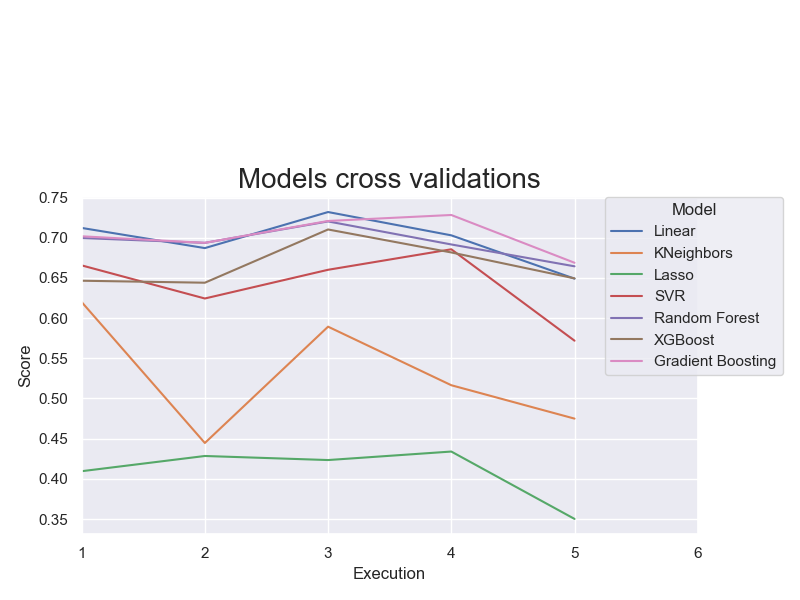 Models cross validations
Score
0.75
0.70
0.65
0.60
0.55
0.50
0.45
0.40
0.35
1 2 3 4 5 6
Execution
Model
Linear
KNeighbors
Lasso
SVR
Random Forest
XGBoost
Gradient Boosting